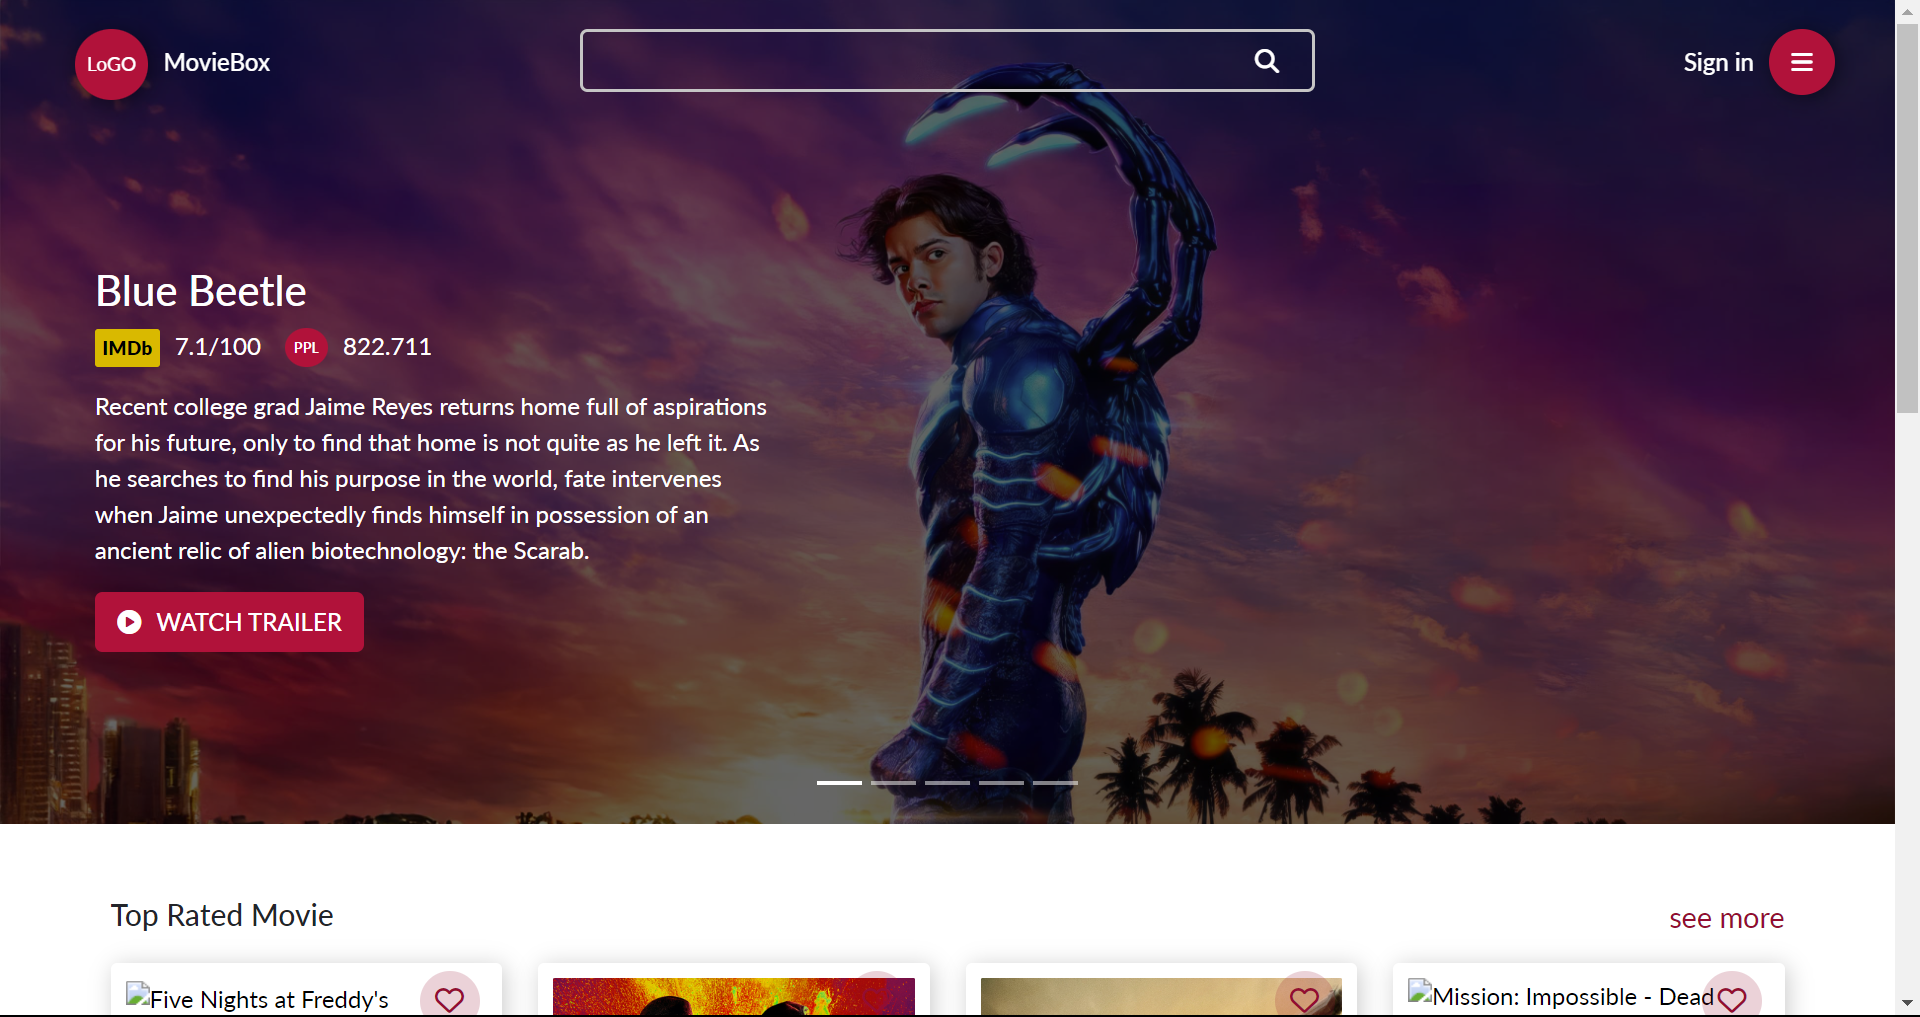 LoGO MovieBox Sign in
Blue Beetle
IMDb 7.1/100 PPL 822.711
Recent college grad Jaime Reyes returns home full of aspirations
for his future, only to find that home is not quite as he left it. As
he searches to find his purpose in the world, fate intervenes
when Jaime unexpectedly finds himself in possession of an
ancient relic of alien biotechnology: the Scarab.
WATCH TRAILER
Top Rated Movie see more
Five Nights at Freddy's
Mission: Impossible - Dead